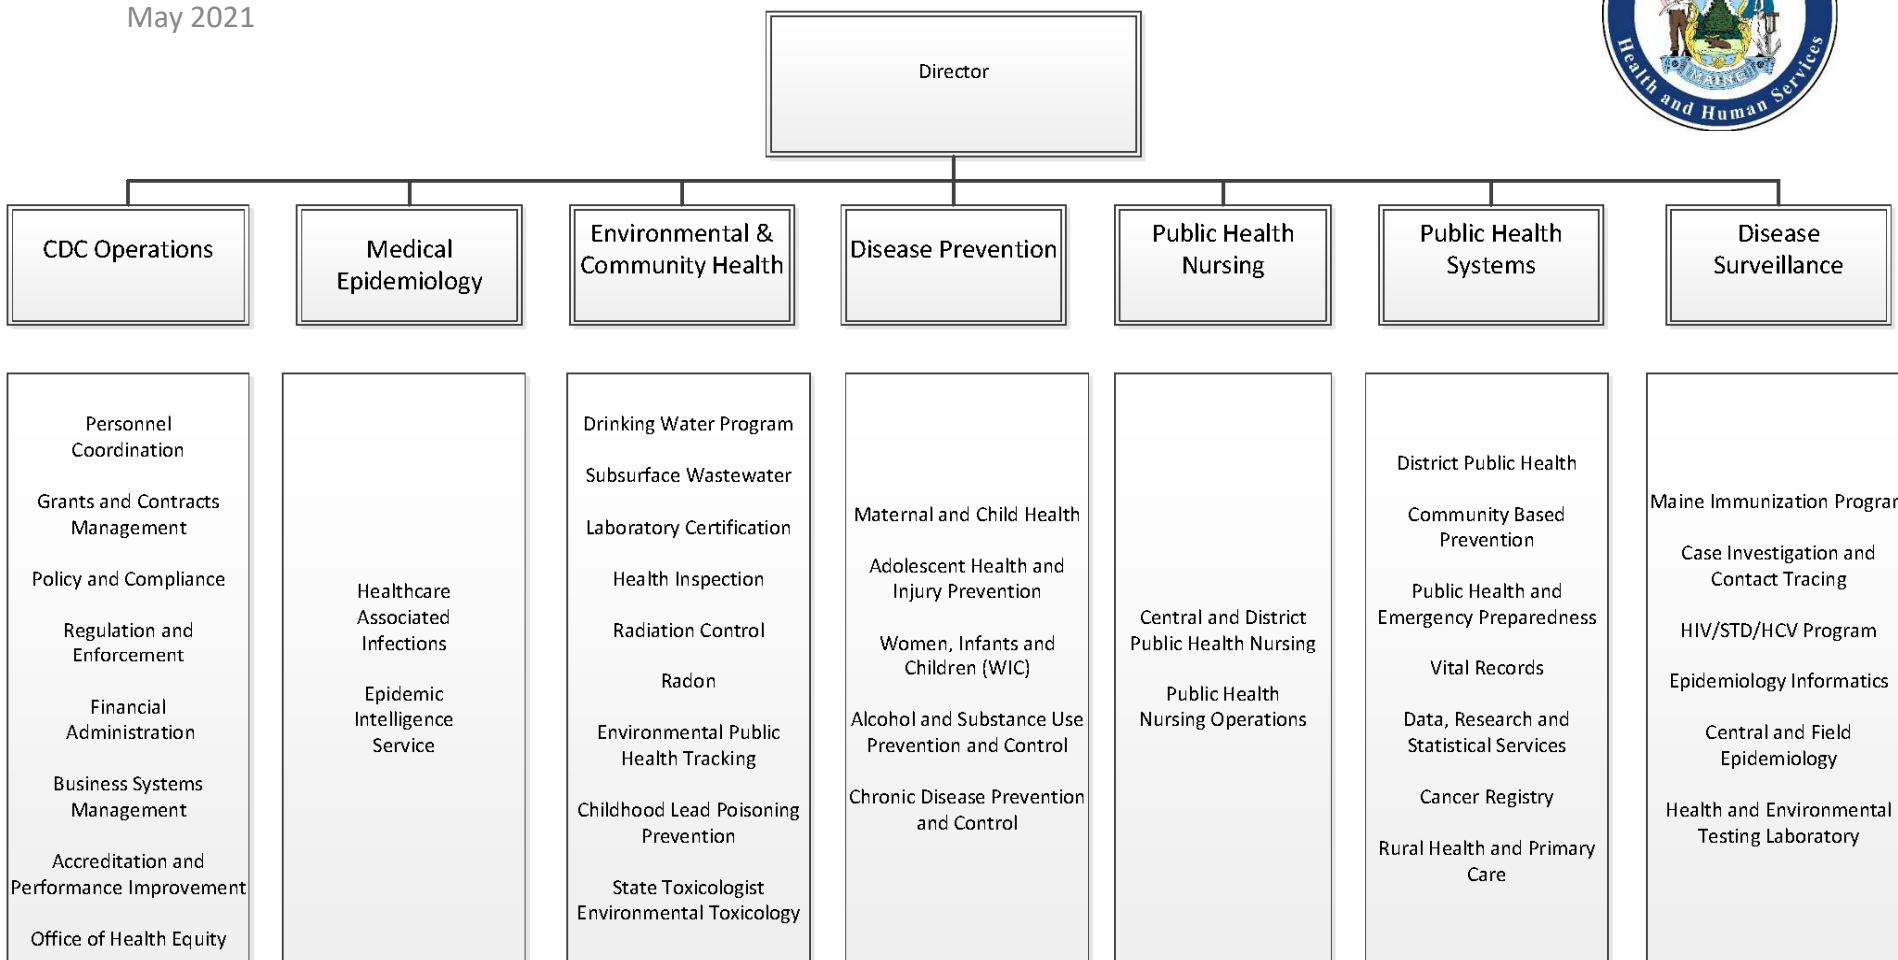 May 2021
Health and Human Services
MAINE
Director
CDC Operations
Medical
Epidemiology
Environmental &
Community Health
Disease Prevention
Public Health
Nursing
Public Health
Systems
Disease
Surveillance
Personnel
Coordination
Grants and Contracts
Management
Policy and Compliance
Regulation and
Enforcement
Financial
Administration
Business Systems
Management
Accreditation and
Performance Improvement
Office of Health Equity
Healthcare
Associated
Infections
Epidemic
Intelligence
Service
Drinking Water Program
Subsurface Wastewater
Laboratory Certification
Health Inspection
Radiation Control
Radon
Environmental Public
Health Tracking
Childhood Lead Poisoning
Prevention
State Toxicologist
Environmental Toxicology
Maternal and Child Health
Adolescent Health and
Injury Prevention
Women, Infants and
Children (WIC)
Alcohol and Substance Use
Prevention and Control
Chronic Disease Prevention
and Control
Central and District
Public Health Nursing
Public Health
Nursing Operations
District Public Health
Community Based
Prevention
Public Health and
Emergency Preparedness
Vital Records
Data, Research and
Statistical Services
Cancer Registry
Rural Health and Primary
Care
Maine Immunization Progra
Case Investigation and
Contact Tracing
HIV/STD/HCV Program
Epidemiology Informatics
Central and Field
Epidemiology
Health and Environmental
Testing Laboratory